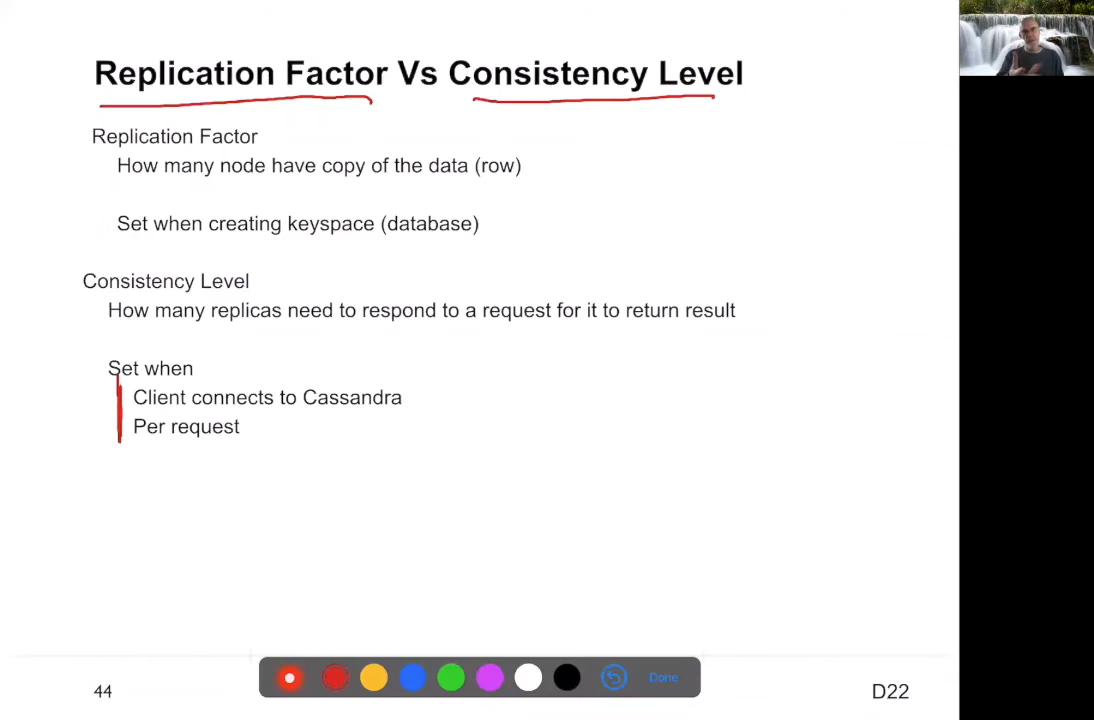 Replication Factor Vs Consistency Level
Replication Factor
How many node have copy of the data (row)
Set when creating keyspace (database)
Consistency Level
How many replicas need to respond to a request for it to return result
Set when
Client connects to Cassandra
Per request
Done
44
D22